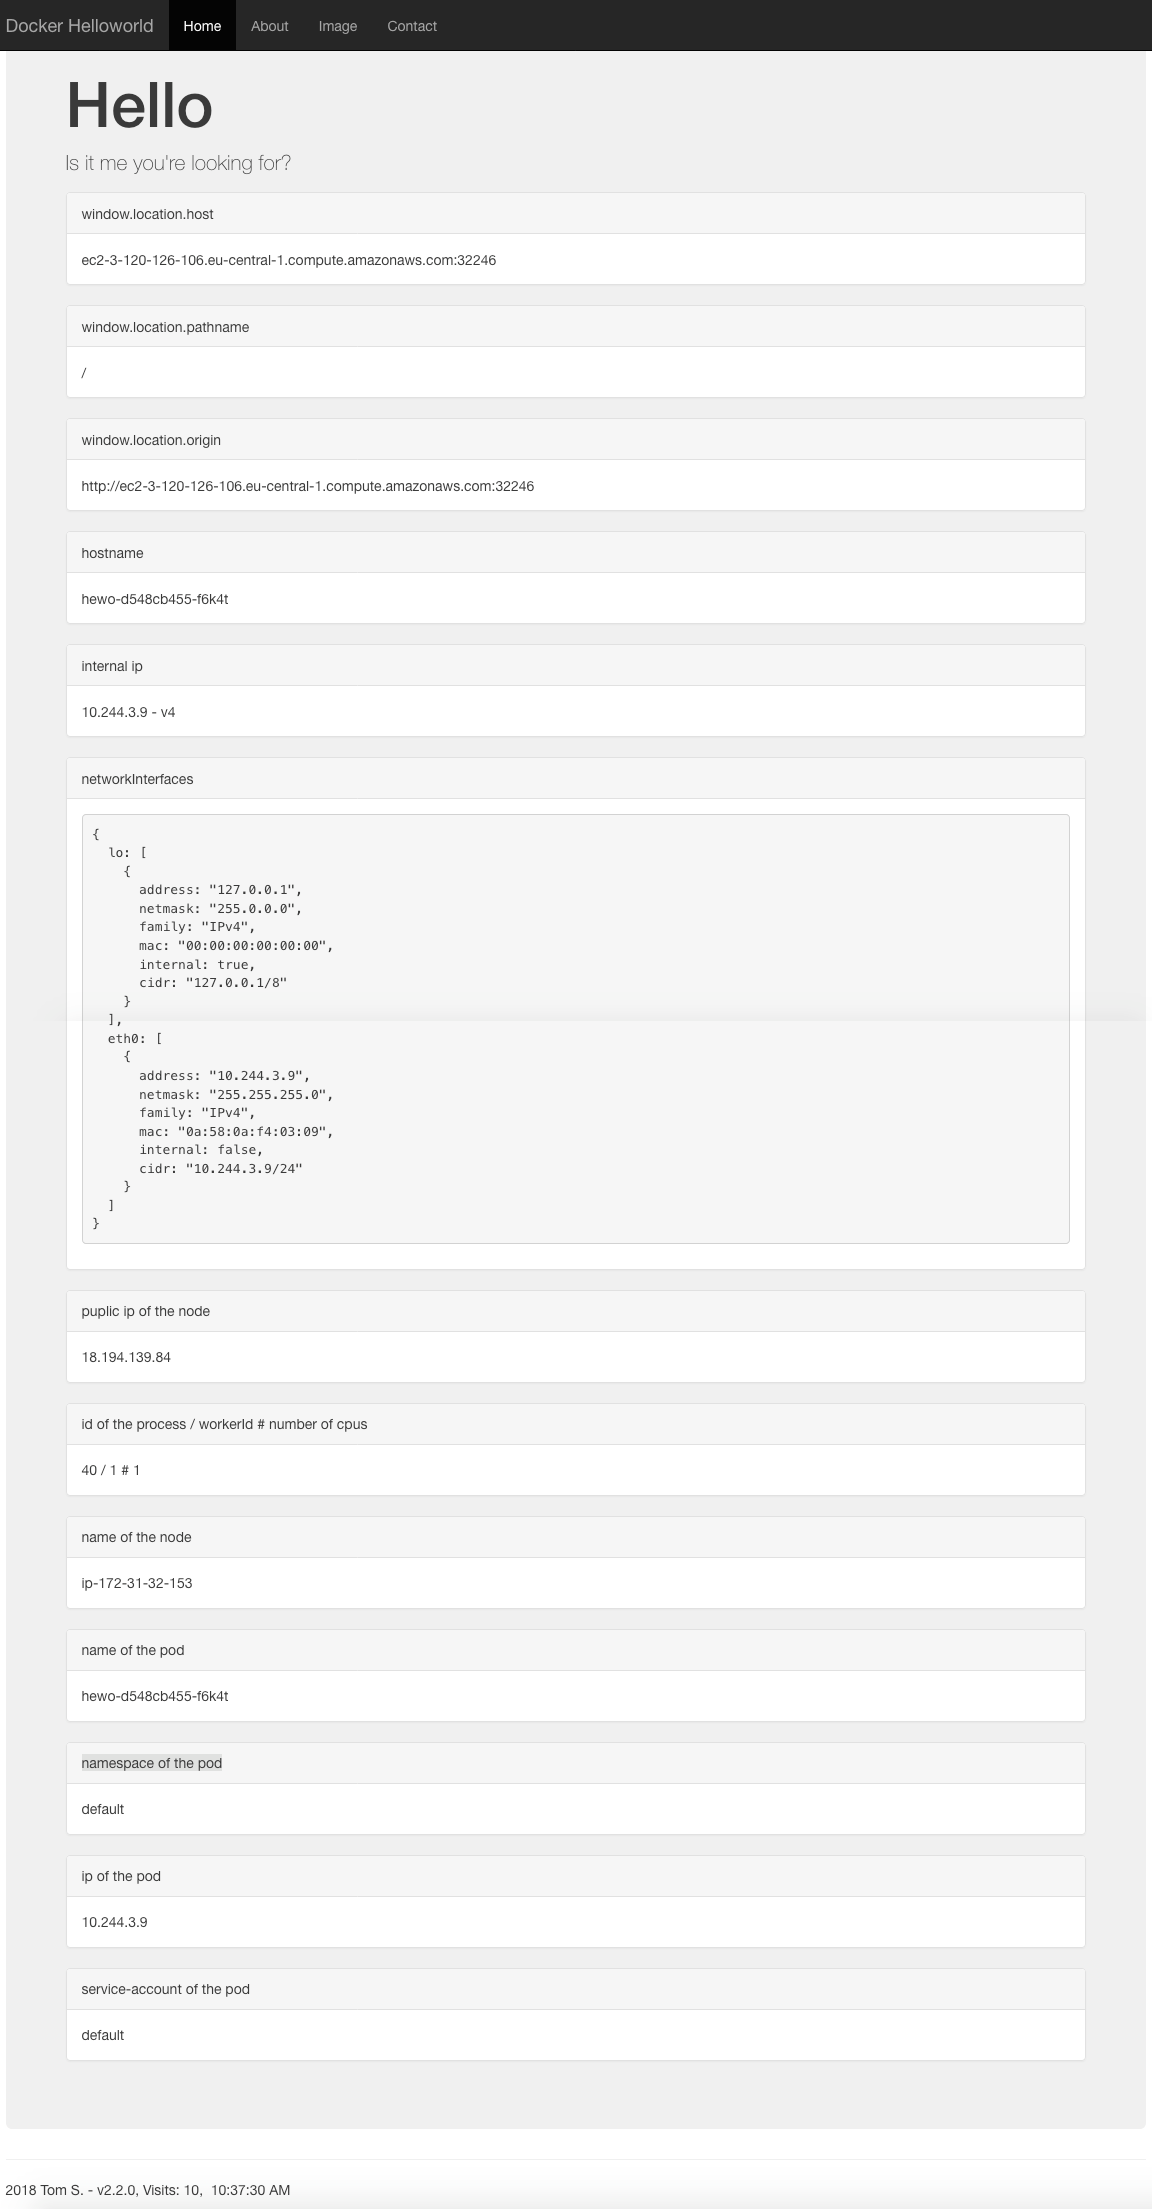 Docker Helloworld Home About Image Contact
Hello
Is it me you're looking for?
window.location.host
ec2-3-120-126-106.eu-central-1.compute.amazonaws.com:32246
window.location.pathname
/
window.location.origin
http://ec2-3-120-126-106.eu-central-1.compute.amazonaws.com:32246
hostname
hewo-d548cb455-f6k4t
internal ip
10.244.3.9 - v4
networkInterfaces
{
  lo: [
    {
      address: "127.0.0.1",
      netmask: "255.0.0.0",
      family: "IPv4",
      mac: "00:00:00:00:00:00",
      internal: true,
      cidr: "127.0.0.1/8"
    }
  ],
  eth0: [
    {
      address: "10.244.3.9",
      netmask: "255.255.255.0",
      family: "IPv4",
      mac: "0a:58:0a:f4:03:09",
      internal: false,
      cidr: "10.244.3.9/24"
    }
  ]
}
puplic ip of the node
18.194.139.84
id of the process / workerId # number of cpus
40 / 1 # 1
name of the node
ip-172-31-32-153
name of the pod
hewo-d548cb455-f6k4t
namespace of the pod
default
ip of the pod
10.244.3.9
service-account of the pod
default
2018 Tom S. - v2.2.0, Visits: 10,  10:37:30 AM